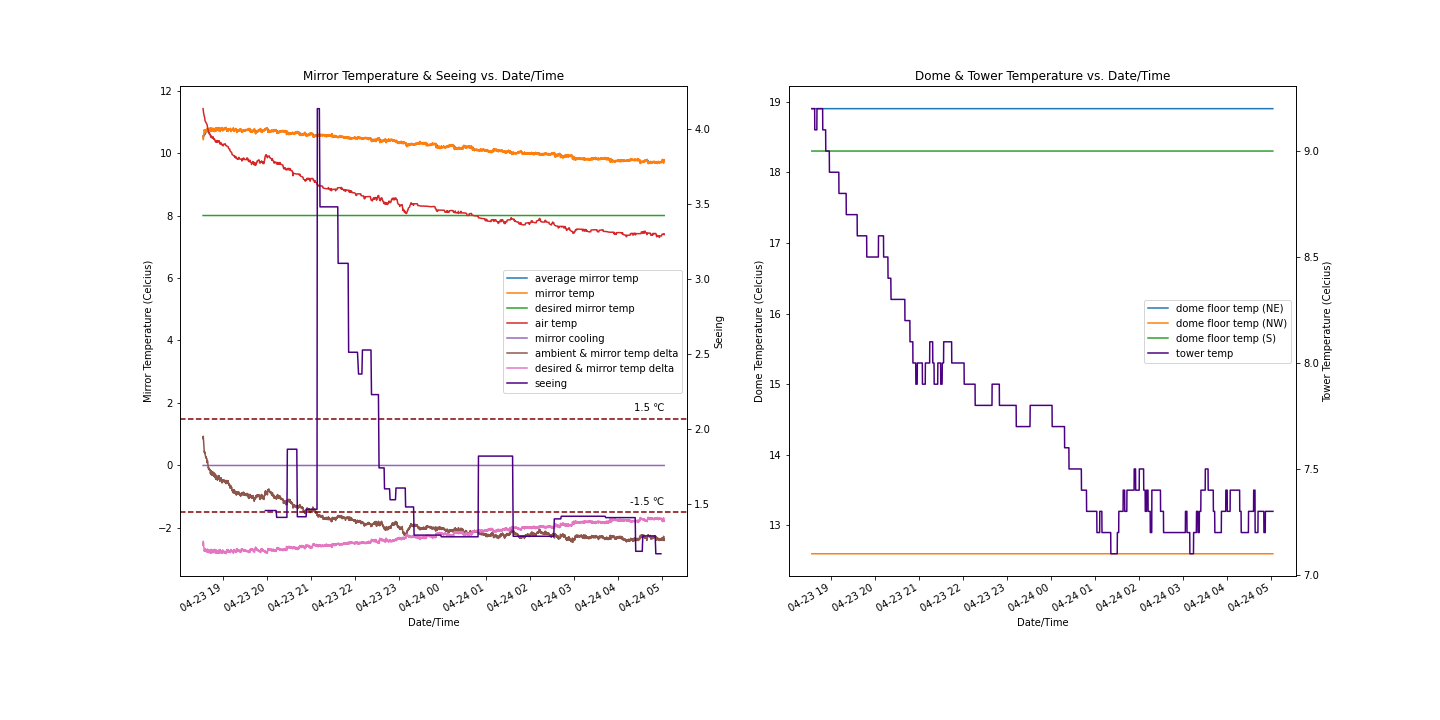 Mirror Temperature & Seeing vs. Date/Time
12
10
8
6
4
2
0
−2
Mirror Temperature (Celcius)
4.0
3.5
3.0
2.5
2.0
1.5
Seeing
average mirror temp
mirror temp
desired mirror temp
air temp
mirror cooling
ambient & mirror temp delta
desired & mirror temp delta
seeing
1.5 °C
-1.5 °C
04-23 19
04-23 20
04-23 21
04-23 22
04-23 23
04-24 00
04-24 01
04-24 02
04-24 03
04-24 04
04-24 05
Date/Time
Dome & Tower Temperature vs. Date/Time
19
18
17
16
15
14
13
Dome Temperature (Celcius)
9.0
8.5
8.0
7.5
7.0
Tower Temperature (Celcius)
dome floor temp (NE)
dome floor temp (NW)
dome floor temp (S)
tower temp
04-23 19
04-23 20
04-23 21
04-23 22
04-23 23
04-24 00
04-24 01
04-24 02
04-24 03
04-24 04
04-24 05
Date/Time